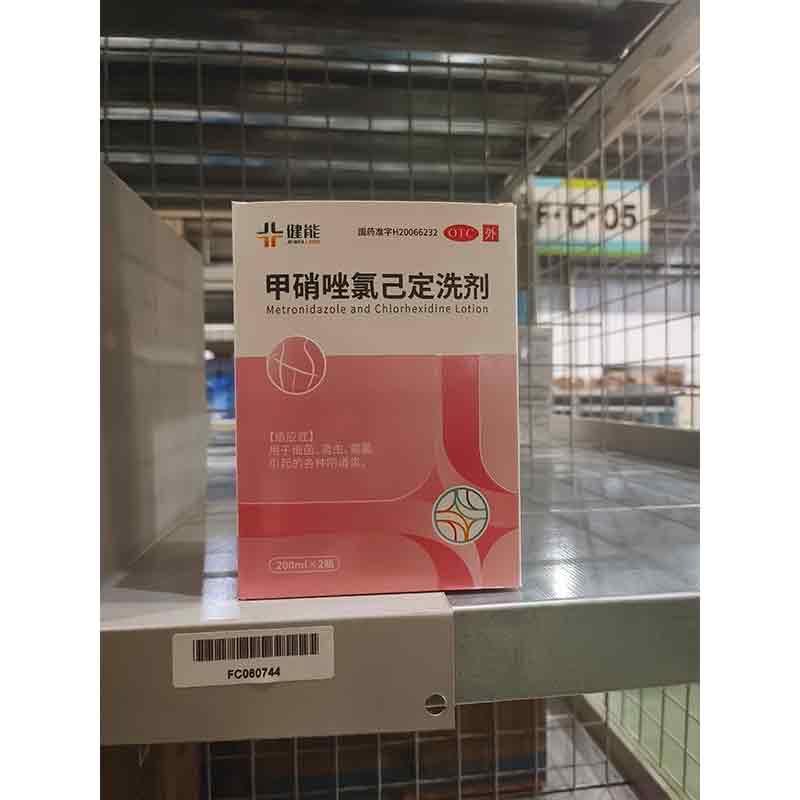 健能
国药准字H20066232
OTC
外
甲硝唑氯己定洗剂
Metronidazole and Chlorhexidine Lotion
【适应症】
用于细菌、滴虫、霉菌
引起的各种阴道炎。
200ml×2瓶
F·C·05
FC080744